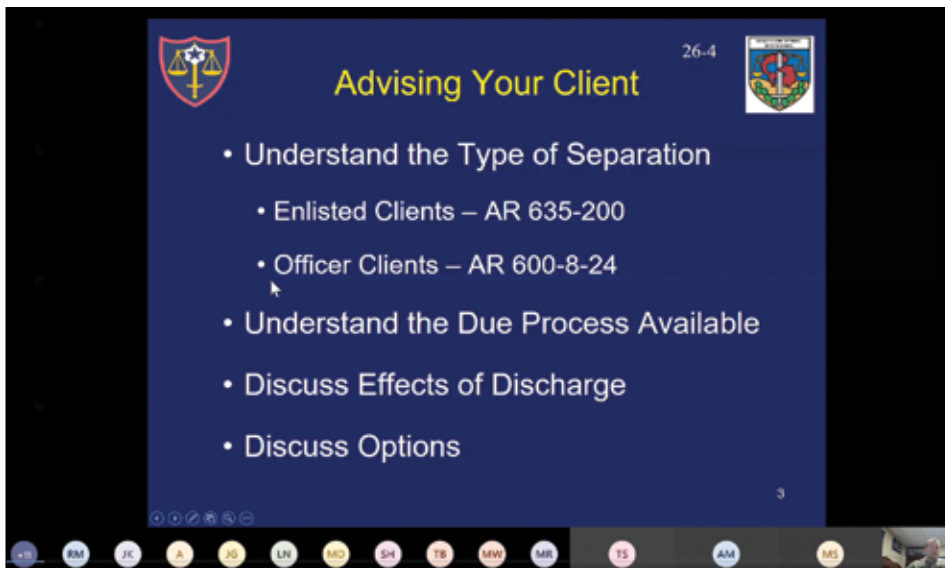 26-4
Advising Your Client
• Understand the Type of Separation
• Enlisted Clients – AR 635-200
• Officer Clients – AR 600-8-24
• Understand the Due Process Available
• Discuss Effects of Discharge
• Discuss Options
3
RM JK A JG LN MD SH TB MW MR TS AM MS